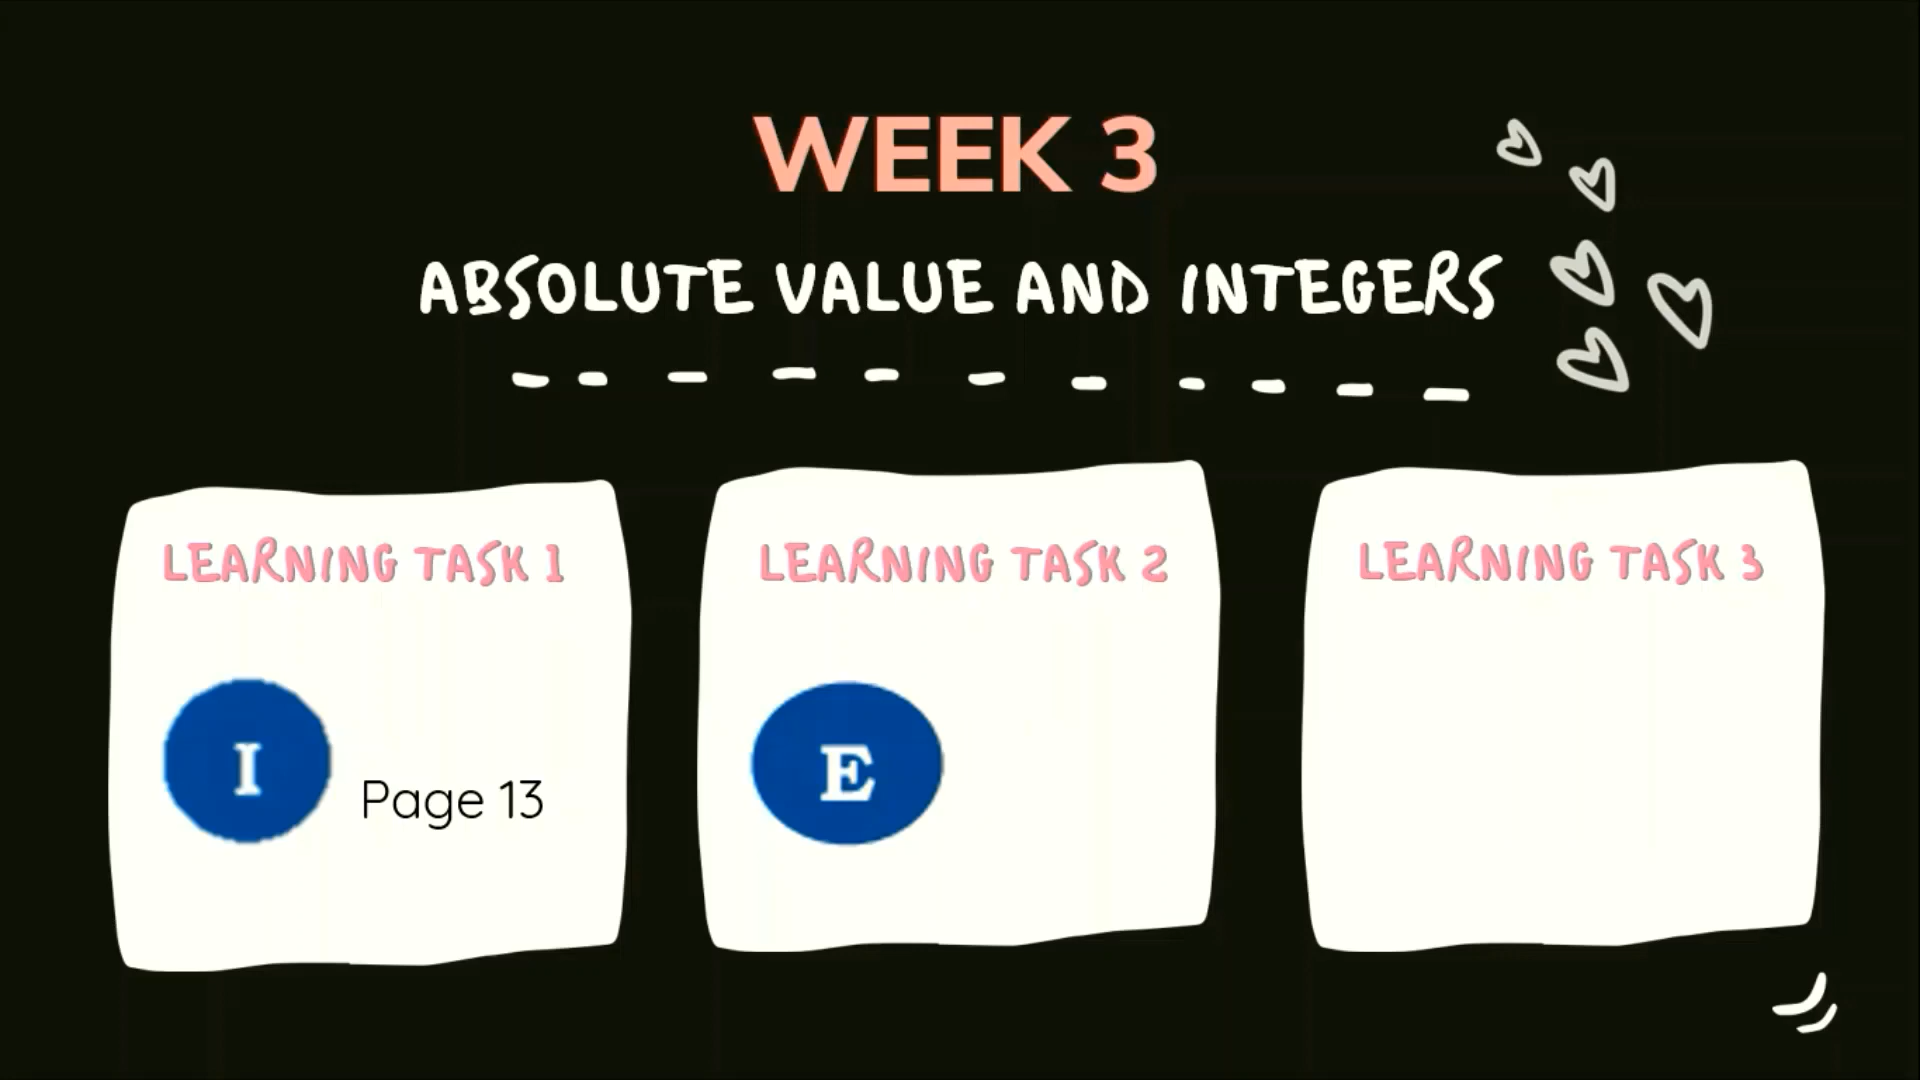 WEEK 3
ABSOLUTE VALUE AND INTEGERS
LEARNING TASK 1
I
Page 13
LEARNING TASK 2
E
LEARNING TASK 3